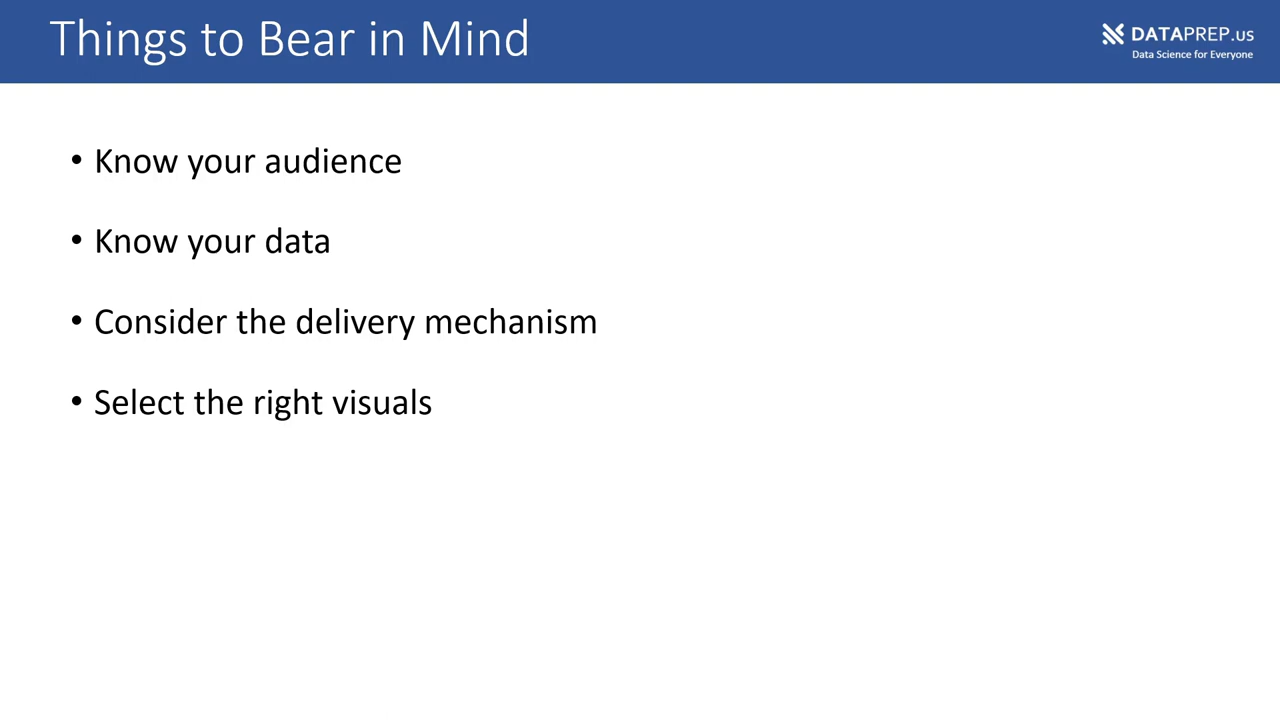 Things to Bear in Mind
DATAPREP.us
Data Science for Everyone
• Know your audience
• Know your data
• Consider the delivery mechanism
• Select the right visuals